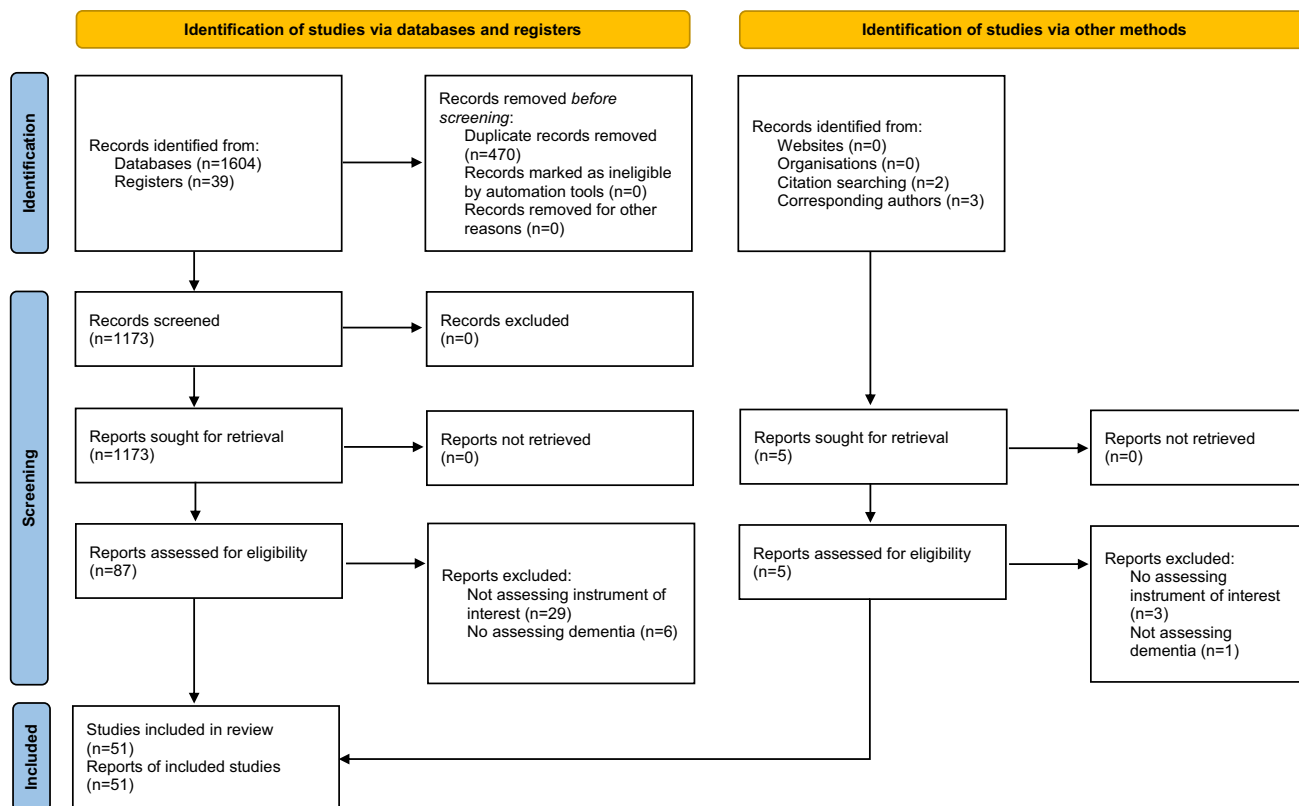 Identification of studies via databases and registers
Identification of studies via other methods
Identification
Records identified from:
Databases (n=1604)
Registers (n=39)
Records removed before
screening:
Duplicate records removed
(n=470)
Records marked as ineligible
by automation tools (n=0)
Records removed for other
reasons (n=0)
Records identified from:
Websites (n=0)
Organisations (n=0)
Citation searching (n=2)
Corresponding authors (n=3)
Screening
Records screened
(n=1173)
Records excluded
(n=0)
Reports sought for retrieval
(n=1173)
Reports not retrieved
(n=0)
Reports sought for retrieval
(n=5)
Reports not retrieved
(n=0)
Reports assessed for eligibility
(n=87)
Reports excluded:
Not assessing instrument of
interest (n=29)
No assessing dementia (n=6)
Reports assessed for eligibility
(n=5)
Reports excluded:
No assessing
instrument of interest
(n=3)
Not assessing
dementia (n=1)
Included
Studies included in review
(n=51)
Reports of included studies
(n=51)